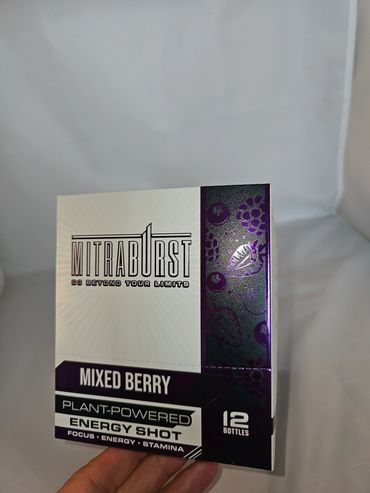 MITRABURST
GO BEYOND YOUR LIMITS
MIXED BERRY
PLANT-POWERED
ENERGY SHOT
FOCUS • ENERGY • STAMINA
12
BOTTLES